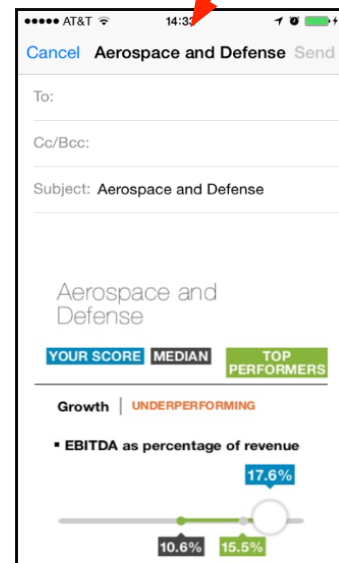 AT&T 14:33
Cancel Aerospace and Defense Send
To:
Cc/Bcc:
Subject: Aerospace and Defense
Aerospace and
Defense
YOUR SCORE MEDIAN TOP
PERFORMERS
Growth | UNDERPERFORMING
▪ EBITDA as percentage of revenue
17.6%
10.6% 15.5%